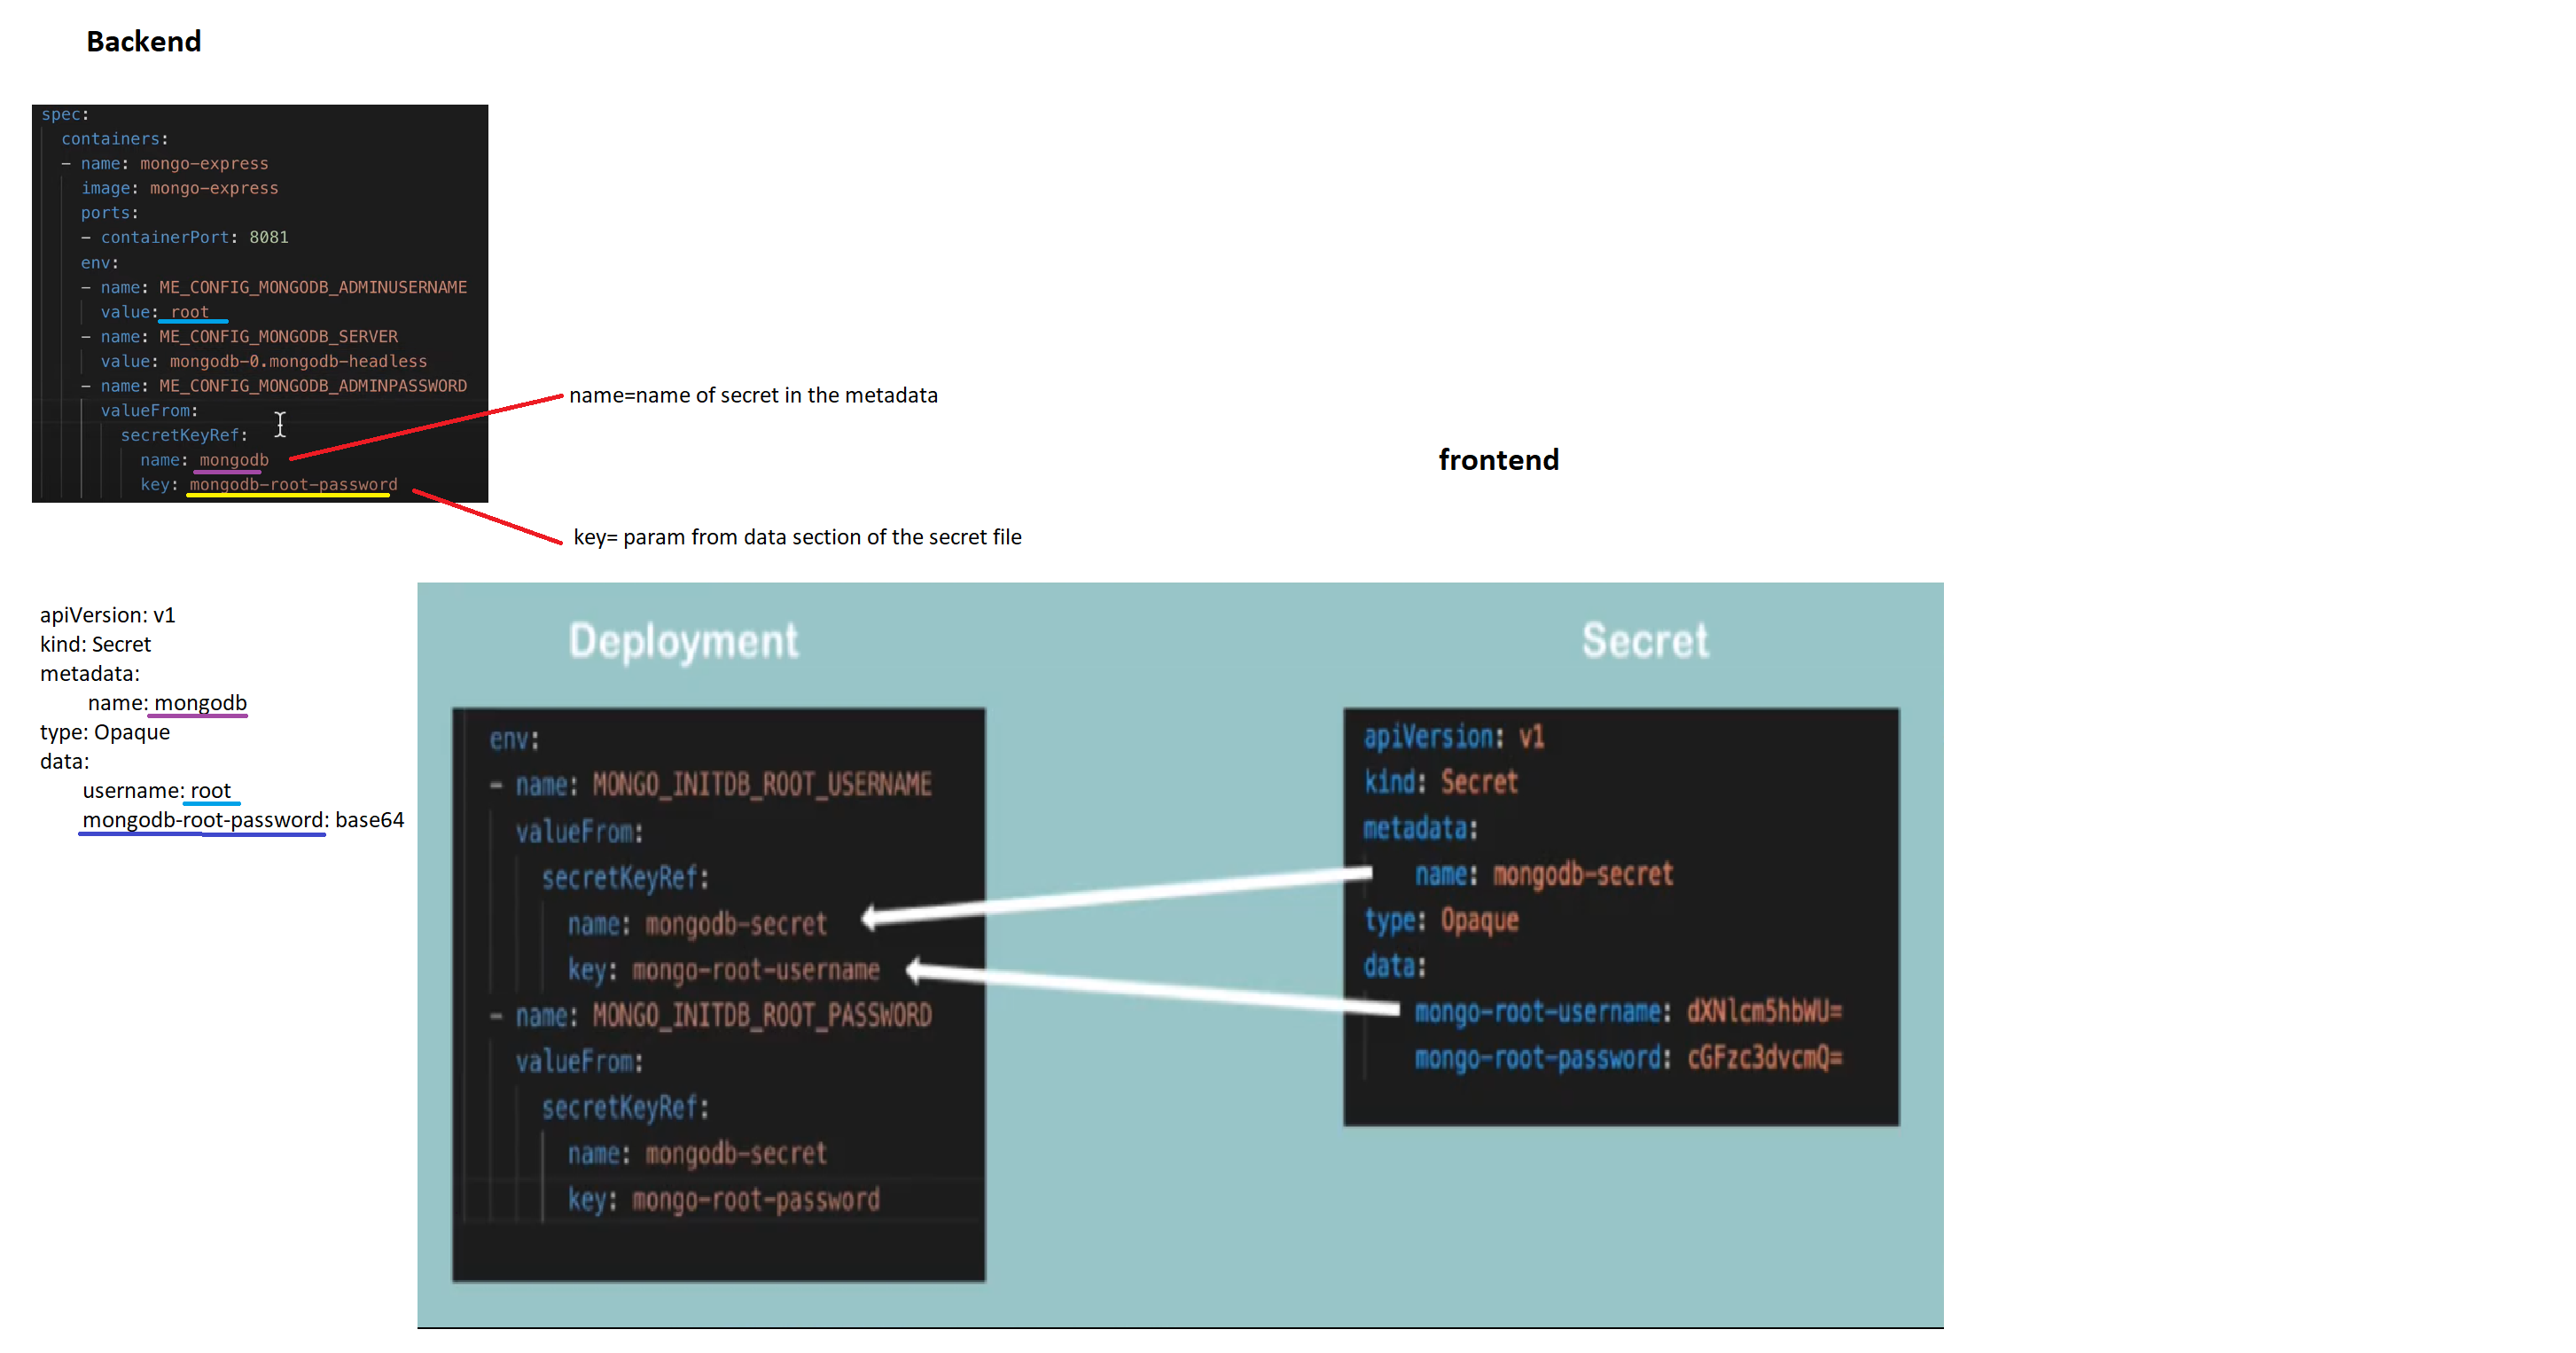 Backend
spec:
containers:
- name: mongo-express
image: mongo-express
ports:
- containerPort: 8081
env:
- name: ME_CONFIG_MONGODB_ADMINUSERNAME
value: root
- name: ME_CONFIG_MONGODB_SERVER
value: mongodb-0.mongodb-headless
- name: ME_CONFIG_MONGODB_ADMINPASSWORD
valueFrom:
secretKeyRef:
name: mongodb
key: mongodb-root-password
name=name of secret in the metadata
key= param from data section of the secret file
frontend
apiVersion: v1
kind: Secret
metadata:
name: mongodb
type: Opaque
data:
username: root
mongodb-root-password: base64
Deployment
env:
- name: MONGO_INITDB_ROOT_USERNAME
valueFrom:
secretKeyRef:
name: mongodb-secret
key: mongo-root-username
- name: MONGO_INITDB_ROOT_PASSWORD
valueFrom:
secretKeyRef:
name: mongodb-secret
key: mongo-root-password
Secret
apiVersion: v1
kind: Secret
metadata:
name: mongodb-secret
type: Opaque
data:
mongo-root-username: dXNlcm5hbWU=
mongo-root-password: cGFzc3dvcmQ=